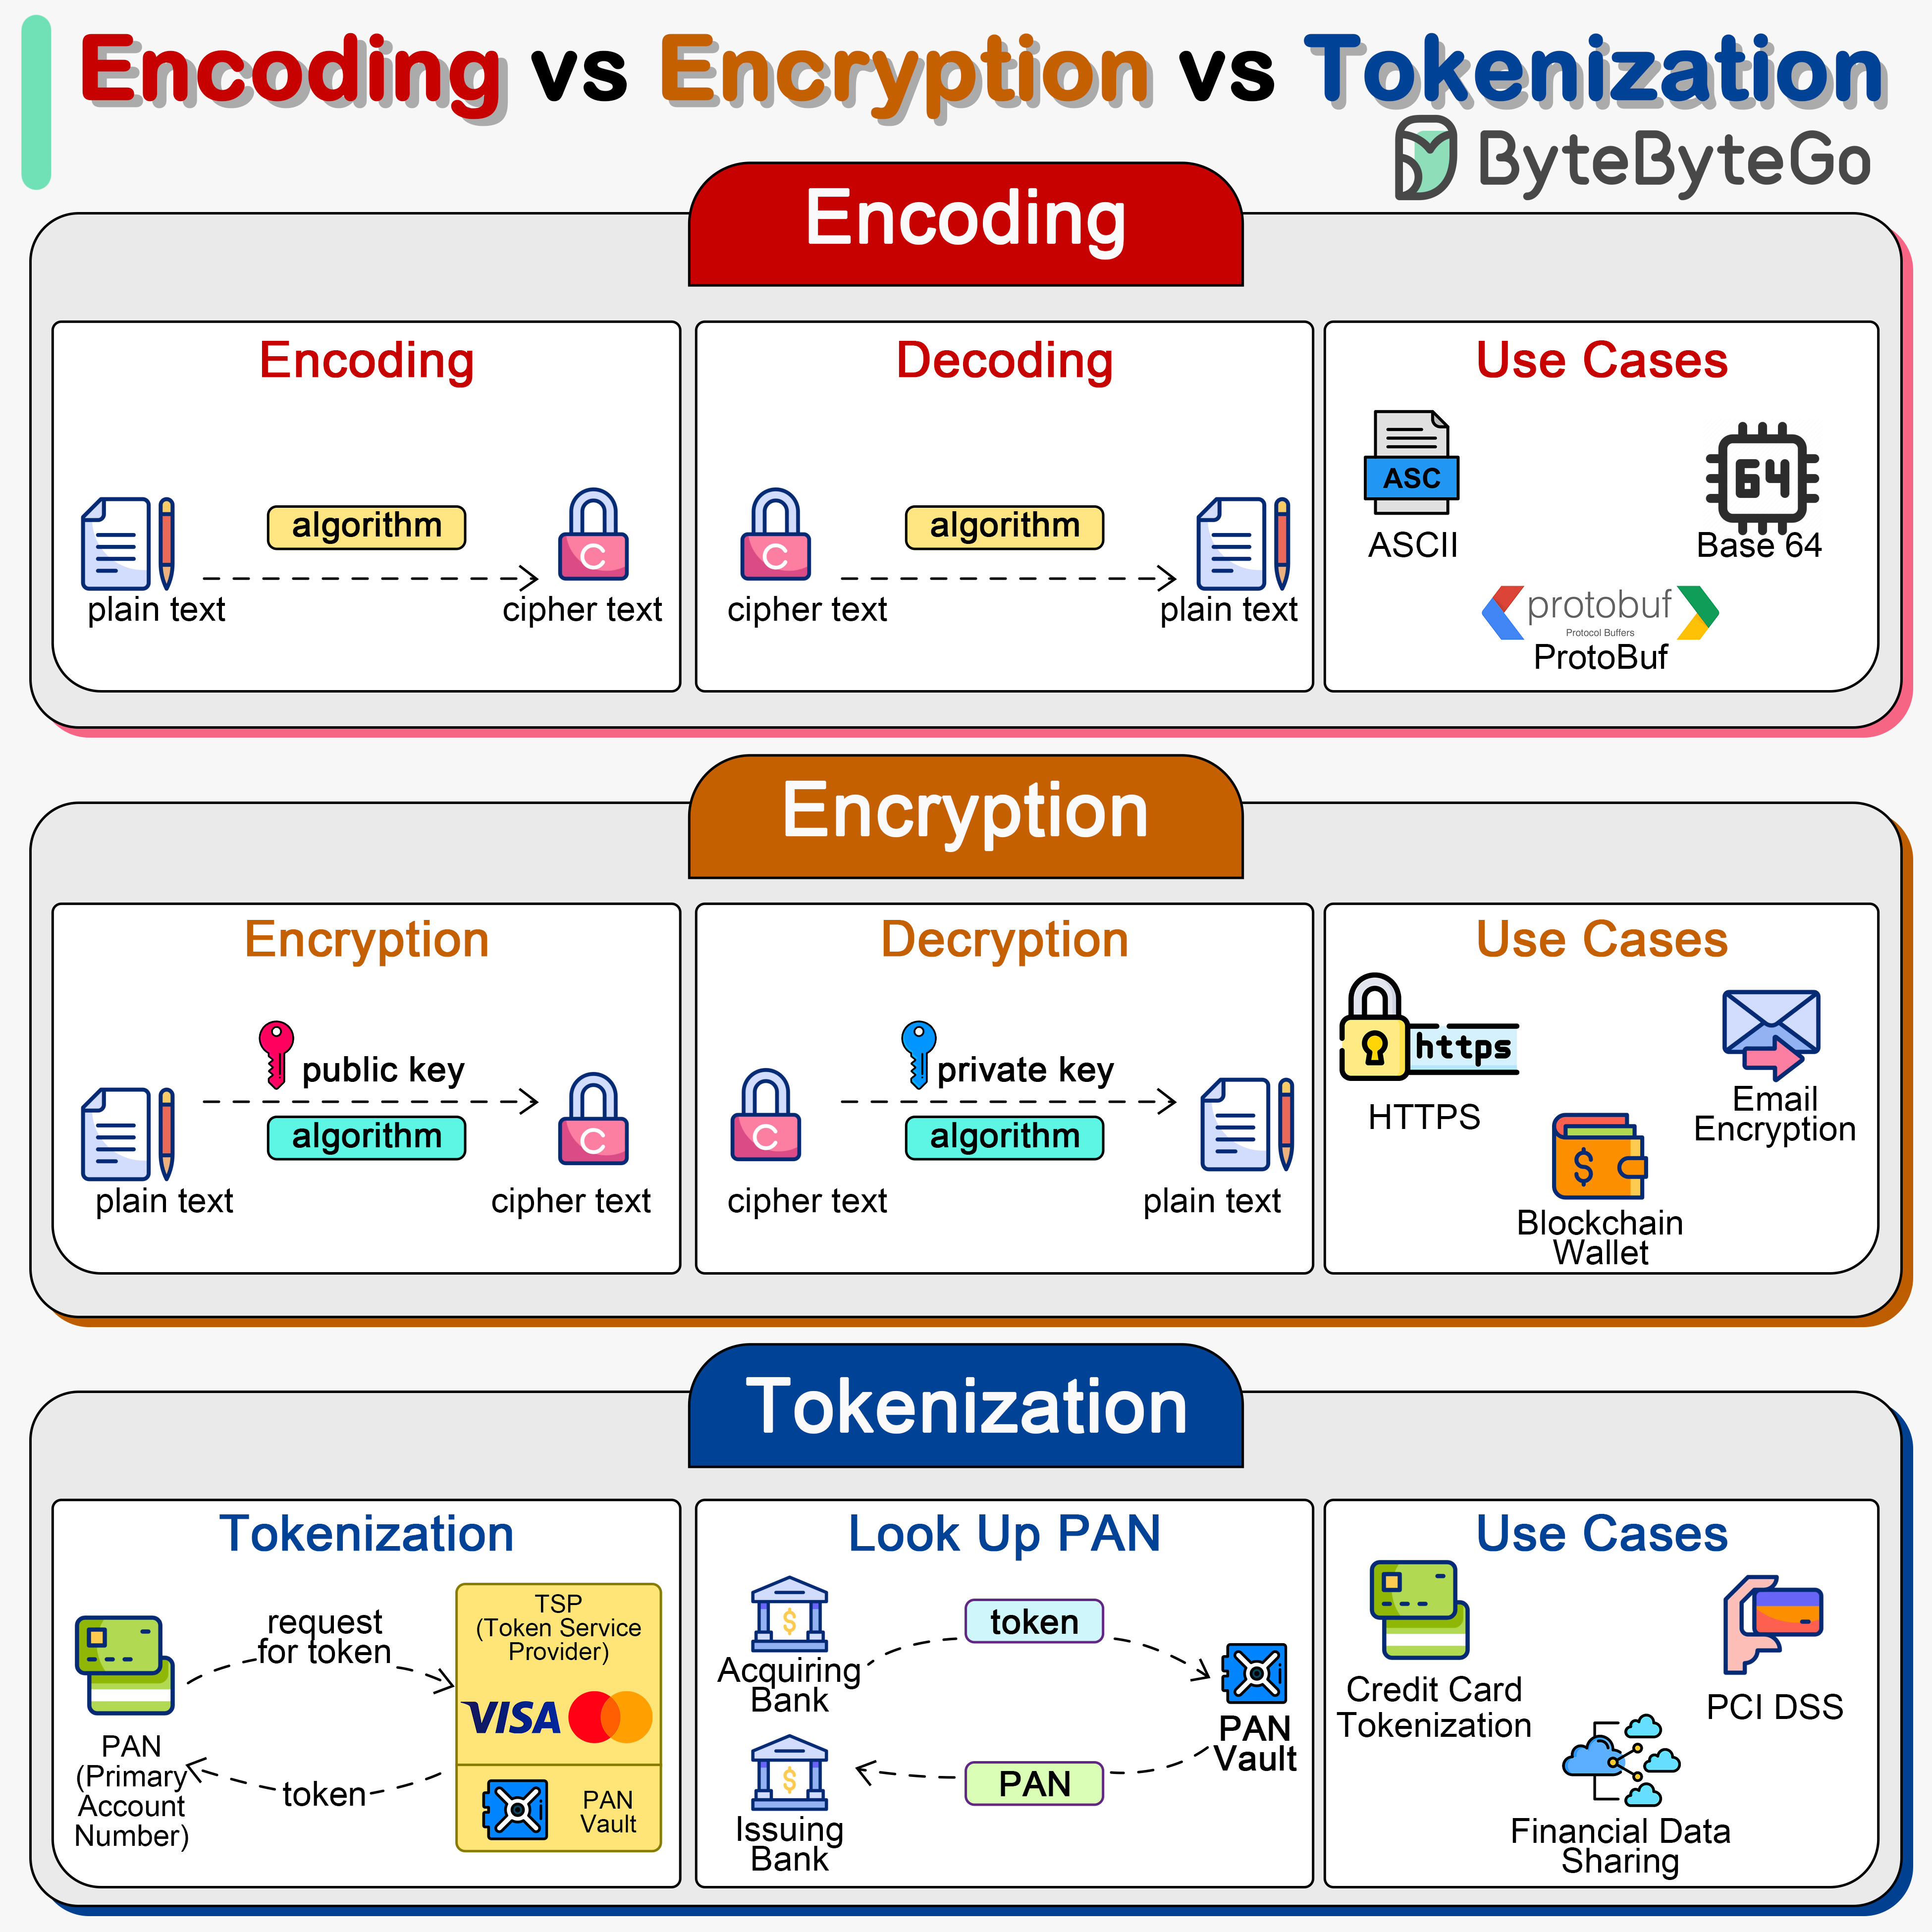 Encoding vs Encryption vs Tokenization
ByteByteGo
Encoding
Encoding
algorithm
C
plain text
cipher text
Decoding
algorithm
C
cipher text
plain text
Use Cases
ASC
ASCII
64
Base 64
protobuf
Protocol Buffers
ProtoBuf
Encryption
Encryption
public key
algorithm
C
plain text
cipher text
Decryption
private key
algorithm
C
cipher text
plain text
Use Cases
https
HTTPS
Email
Encryption
$
Blockchain
Wallet
Tokenization
Tokenization
request
for token
PAN
(Primary
Account
Number)
token
TSP
(Token Service
Provider)
VISA
PAN
Vault
Look Up PAN
$
Acquiring
Bank
token
PAN
Vault
$
Issuing
Bank
PAN
Use Cases
Credit Card
Tokenization
PCI DSS
Financial Data
Sharing